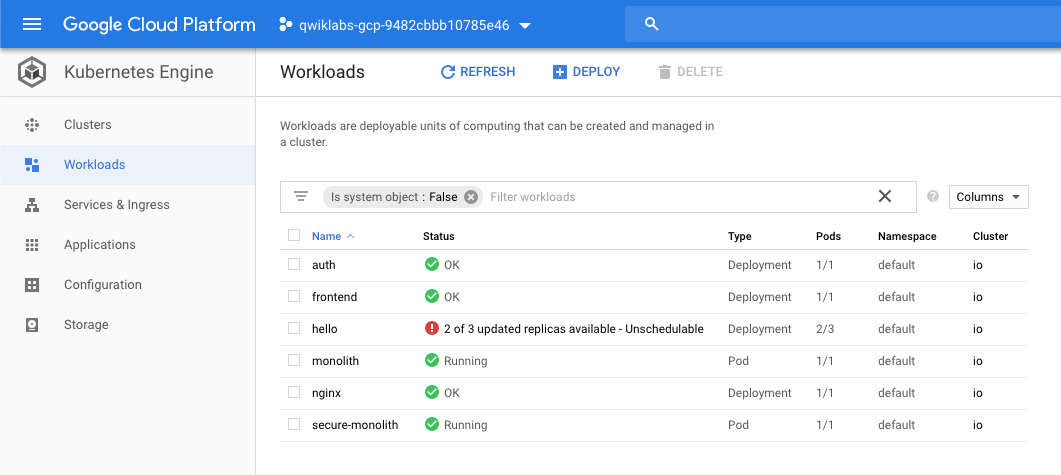 Google Cloud Platform qwiklabs-gcp-9482cbbb10785e46
Kubernetes Engine
Clusters
Workloads
Services & Ingress
Applications
Configuration
Storage
Workloads REFRESH DEPLOY DELETE
Workloads are deployable units of computing that can be created and managed in
a cluster.
Is system object : False Filter workloads Columns
Name Status Type Pods Namespace Cluster
auth OK Deployment 1/1 default io
frontend OK Deployment 1/1 default io
hello 2 of 3 updated replicas available - Unschedulable Deployment 2/3 default io
monolith Running Pod 1/1 default io
nginx OK Deployment 1/1 default io
secure-monolith Running Pod 1/1 default io